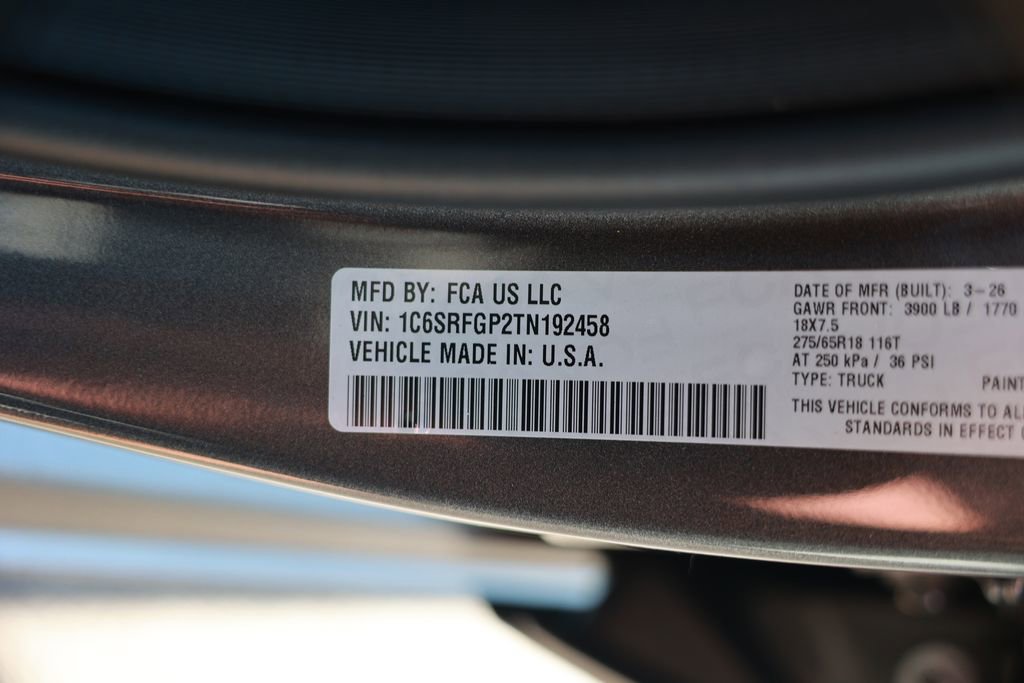 MFD BY: FCA US LLC
VIN: 1C6SRFGP2TN192458
VEHICLE MADE IN: U.S.A.
DATE OF MFR (BUILT): 3-26
GAWR FRONT: 3900 LB / 1770
18X7.5
275/65R18 116T
AT 250 kPa / 36 PSI
TYPE: TRUCK PAINT
THIS VEHICLE CONFORMS TO AL
STANDARDS IN EFFECT